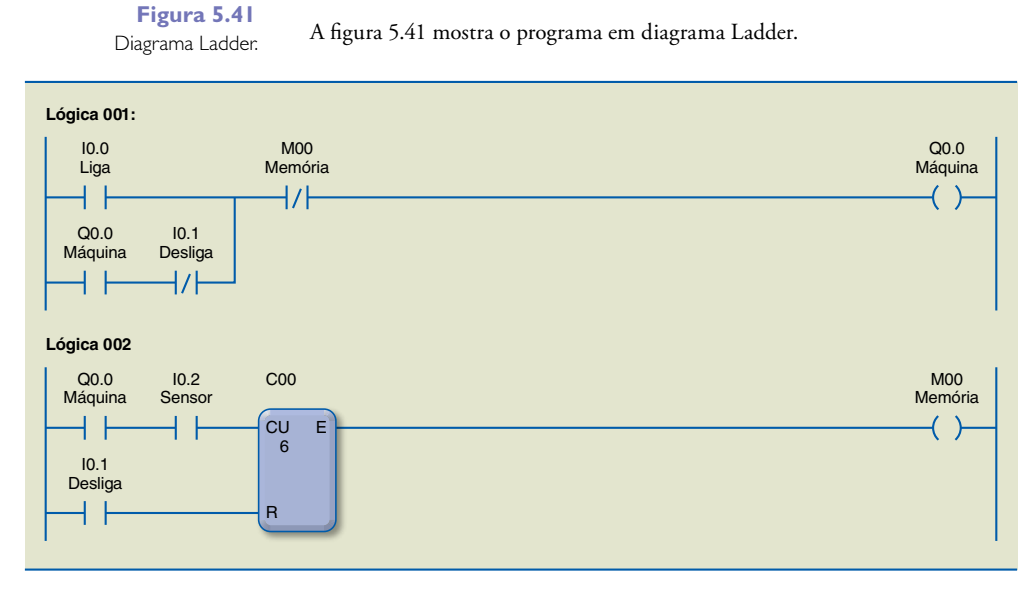 Figura 5.41
Diagrama Ladder.
A figura 5.41 mostra o programa em diagrama Ladder.
Lógica 001:
I0.0 M00 Q0.0
Liga Memória Máquina
Q0.0 I0.1
Máquina Desliga
Lógica 002
Q0.0 I0.2 C00 M00
Máquina Sensor Memória
CU E
6
I0.1
Desliga
R